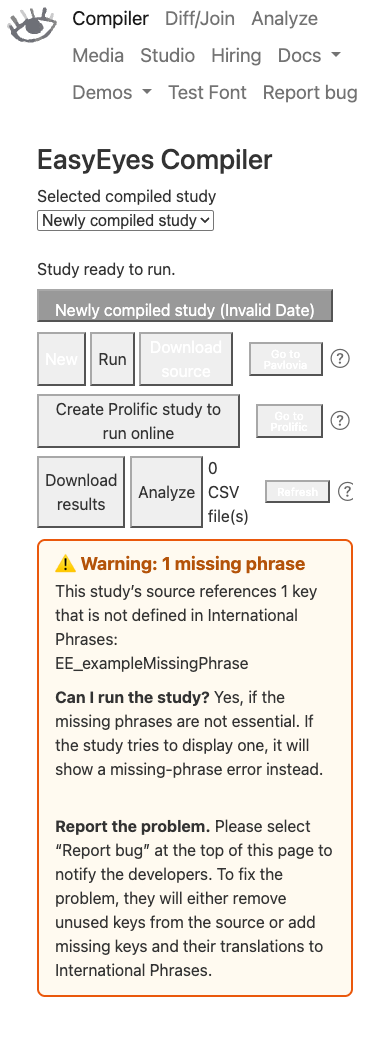 Compiler Diff/Join Analyze
Media Studio Hiring Docs
Demos Test Font Report bug
EasyEyes Compiler
Selected compiled study
Newly compiled study
Study ready to run.
Newly compiled study (Invalid Date)
New Run Download source Go to Pavlovia ?
Create Prolific study to run online Go to Prolific ?
Download results Analyze 0 CSV file(s) Refresh ?
Warning: 1 missing phrase
This study’s source references 1 key
that is not defined in International
Phrases:
EE_exampleMissingPhrase
Can I run the study? Yes, if the
missing phrases are not essential. If
the study tries to display one, it will
show a missing-phrase error instead.
Report the problem. Please select
“Report bug” at the top of this page to
notify the developers. To fix the
problem, they will either remove
unused keys from the source or add
missing keys and their translations to
International Phrases.